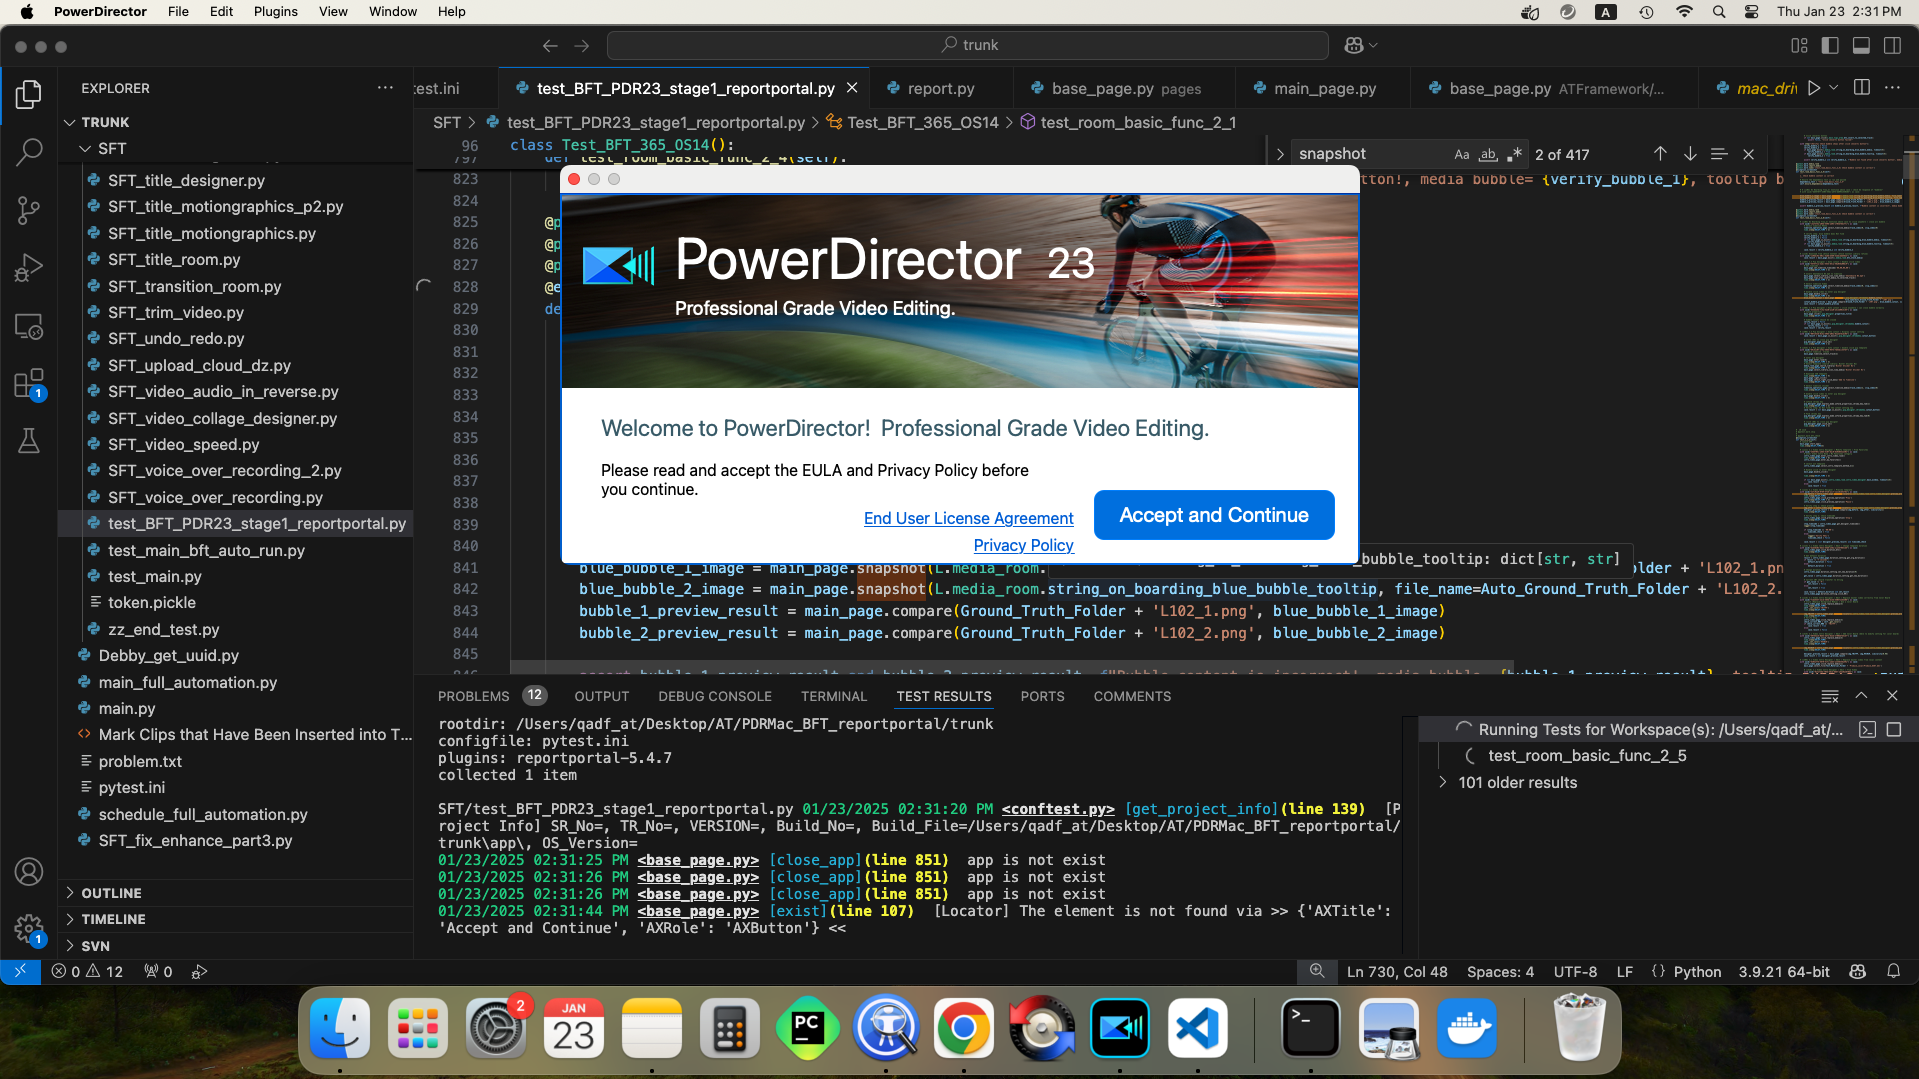 PowerDirector File Edit Plugins View Window Help
A Thu Jan 23 2:31 PM
trunk
EXPLORER
TRUNK
SFT
SFT_title_designer.py
SFT_title_motiongraphics_p2.py
SFT_title_motiongraphics.py
SFT_title_room.py
SFT_transition_room.py
SFT_trim_video.py
SFT_undo_redo.py
SFT_upload_cloud_dz.py
SFT_video_audio_in_reverse.py
SFT_video_collage_designer.py
SFT_video_speed.py
SFT_voice_over_recording_2.py
SFT_voice_over_recording.py
test_BFT_PDR23_stage1_reportportal.py
test_main_bft_auto_run.py
test_main.py
token.pickle
zz_end_test.py
Debby_get_uuid.py
main_full_automation.py
main.py
Mark Clips that Have Been Inserted into T...
problem.txt
pytest.ini
schedule_full_automation.py
SFT_fix_enhance_part3.py
OUTLINE
TIMELINE
SVN
1
1
test.ini test_BFT_PDR23_stage1_reportportal.py report.py base_page.py pages main_page.py base_page.py ATFramework/... mac_dri
SFT > test_BFT_PDR23_stage1_reportportal.py > Test_BFT_365_OS14 > test_room_basic_func_2_1
snapshot Aa ab 2 of 417
96 class Test_BFT_365_OS14():
797 def test_room_basic_func_2_4(self):
823 tton!, media bubble= {verify_bubble_1}, tooltip b
824
825 @p
826 @p
827 @p
828 @e
829 de
830
831
832
833
834
835
836
837
838
839
840
PowerDirector 23
Professional Grade Video Editing.
Welcome to PowerDirector! Professional Grade Video Editing.
Please read and accept the EULA and Privacy Policy before
you continue.
End User License Agreement
Privacy Policy
Accept and Continue
_bubble_tooltip: dict[str, str]
841 blue_bubble_1_image = main_page.snapshot(L.media_room. older + 'L102_1.pn
842 blue_bubble_2_image = main_page.snapshot(L.media_room.string_on_boarding_blue_bubble_tooltip, file_name=Auto_Ground_Truth_Folder + 'L102_2.
843 bubble_1_preview_result = main_page.compare(Ground_Truth_Folder + 'L102_1.png', blue_bubble_1_image)
844 bubble_2_preview_result = main_page.compare(Ground_Truth_Folder + 'L102_2.png', blue_bubble_2_image)
845
846
PROBLEMS 12 OUTPUT DEBUG CONSOLE TERMINAL TEST RESULTS PORTS COMMENTS
rootdir: /Users/qadf_at/Desktop/AT/PDRMac_BFT_reportportal/trunk
configfile: pytest.ini
plugins: reportportal-5.4.7
collected 1 item
SFT/test_BFT_PDR23_stage1_reportportal.py 01/23/2025 02:31:20 PM <conftest.py> [get_project_info](line 139) [P
roject Info] SR_No=, TR_No=, VERSION=, Build_No=, Build_File=/Users/qadf_at/Desktop/AT/PDRMac_BFT_reportportal/
trunk\app\, OS_Version=
01/23/2025 02:31:25 PM <base_page.py> [close_app](line 851) app is not exist
01/23/2025 02:31:26 PM <base_page.py> [close_app](line 851) app is not exist
01/23/2025 02:31:26 PM <base_page.py> [close_app](line 851) app is not exist
01/23/2025 02:31:44 PM <base_page.py> [exist](line 107) [Locator] The element is not found via >> {'AXTitle':
'Accept and Continue', 'AXRole': 'AXButton'} <<
Running Tests for Workspace(s): /Users/qadf_at/...
test_room_basic_func_2_5
101 older results
0 12 0 Ln 730, Col 48 Spaces: 4 UTF-8 LF {} Python 3.9.21 64-bit
2
JAN
23
PC